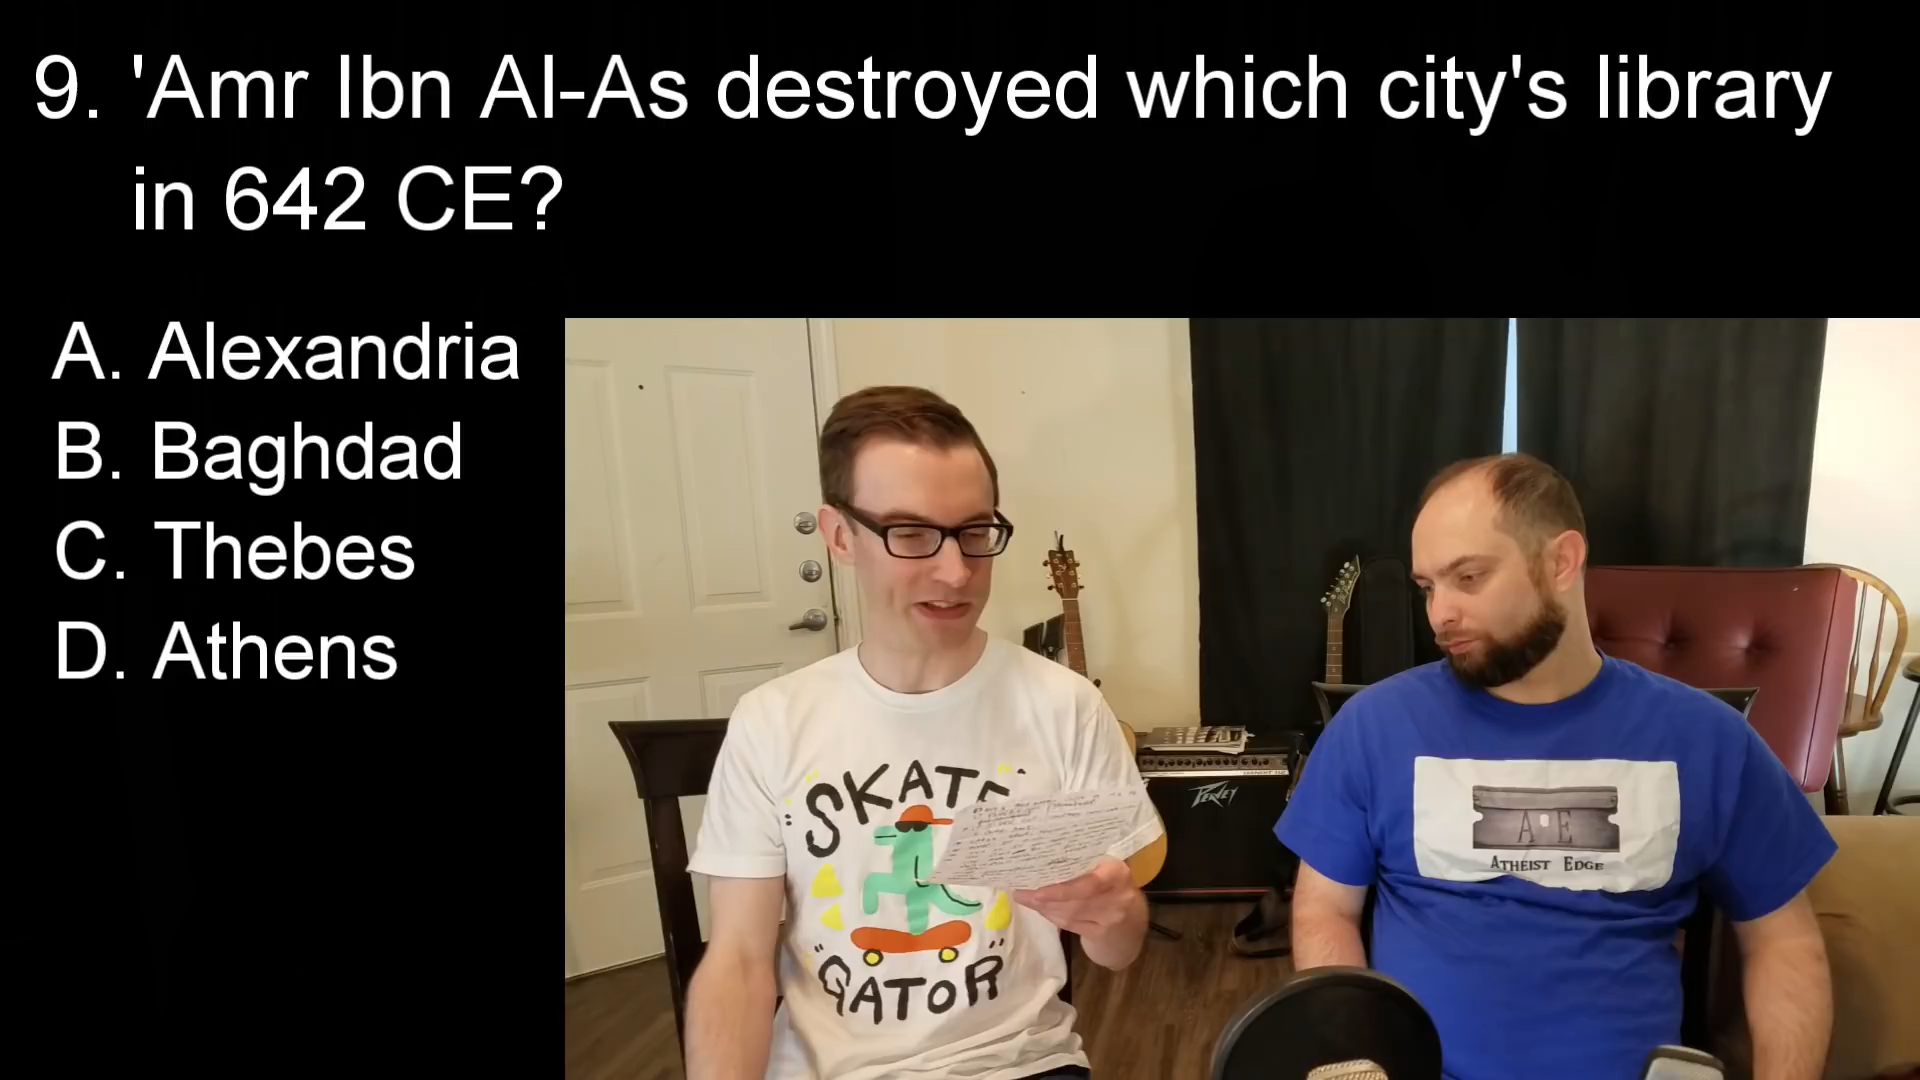 9. 'Amr Ibn Al-As destroyed which city's library
in 642 CE?
A. Alexandria
B. Baghdad
C. Thebes
D. Athens
"SKATE
GATOR"
PEAVEY
A E
ATHEIST EDGE